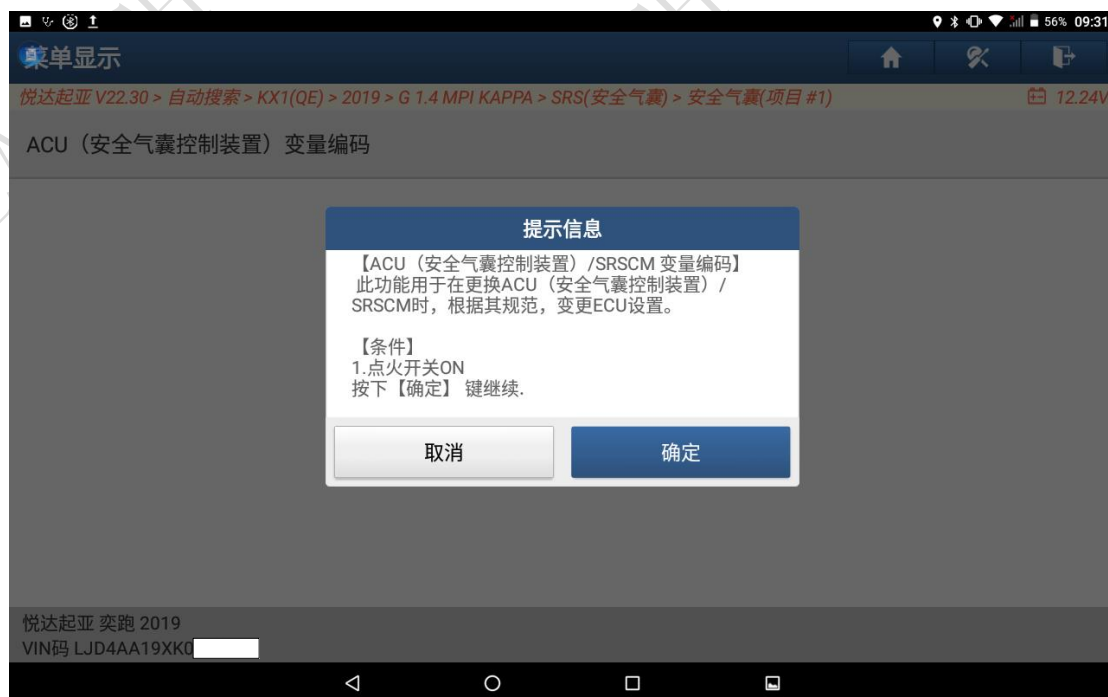 56% 09:31
菜单显示
悦达起亚 V22.30 > 自动搜索 > KX1(QE) > 2019 > G 1.4 MPI KAPPA > SRS(安全气囊) > 安全气囊(项目 #1)
12.24V
ACU（安全气囊控制装置）变量编码
提示信息
【ACU（安全气囊控制装置）/SRSCM 变量编码】
此功能用于在更换ACU（安全气囊控制装置）/
SRSCM时，根据其规范，变更ECU设置。
【条件】
1.点火开关ON
按下【确定】 键继续.
取消
确定
悦达起亚 奕跑 2019
VIN码 LJD4AA19XK0